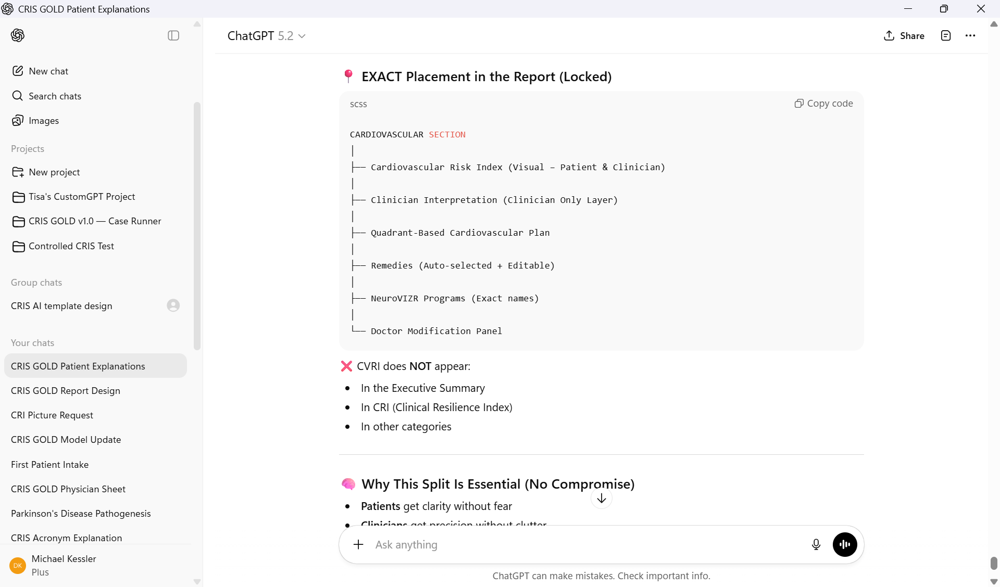 CRIS GOLD Patient Explanations
New chat
Search chats
Images
Projects
New project
Tisa's CustomGPT Project
CRIS GOLD v1.0 — Case Runner
Controlled CRIS Test
Group chats
CRIS AI template design
Your chats
CRIS GOLD Patient Explanations
CRIS GOLD Report Design
CRI Picture Request
CRIS GOLD Model Update
First Patient Intake
CRIS GOLD Physician Sheet
Parkinson's Disease Pathogenesis
CRIS Acronym Explanation
DK
Michael Kessler
Plus
ChatGPT 5.2
Share
📍 EXACT Placement in the Report (Locked)
scss
Copy code
CARDIOVASCULAR SECTION
│
├── Cardiovascular Risk Index (Visual – Patient & Clinician)
│
├── Clinician Interpretation (Clinician Only Layer)
│
├── Quadrant-Based Cardiovascular Plan
│
├── Remedies (Auto-selected + Editable)
│
├── NeuroVIZR Programs (Exact names)
│
└── Doctor Modification Panel
❌ CVRI does NOT appear:
• In the Executive Summary
• In CRI (Clinical Resilience Index)
• In other categories
🧠 Why This Split Is Essential (No Compromise)
• Patients get clarity without fear
• Clinicians get precision without clutter
Ask anything
ChatGPT can make mistakes. Check important info.